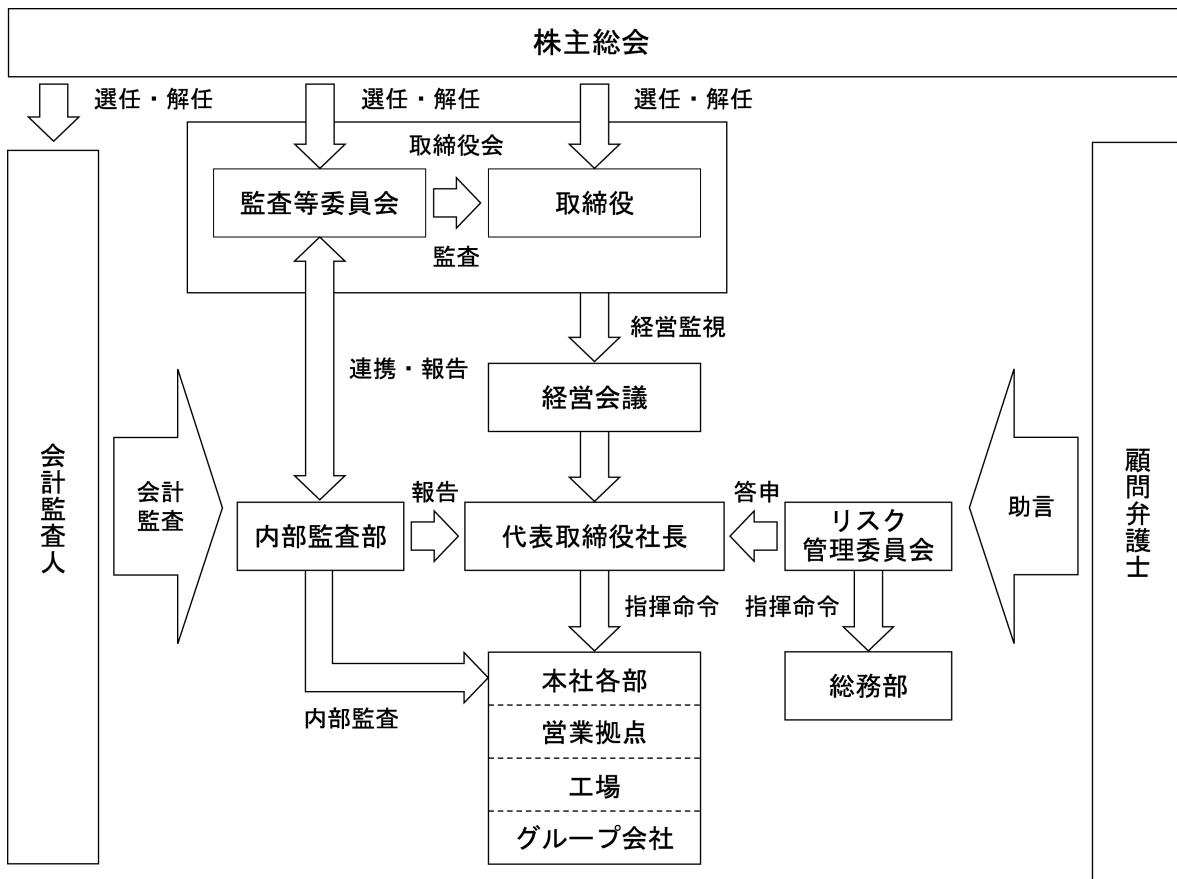 株主総会
選任・解任
選任・解任
選任・解任
取締役会
監査等委員会
取締役
監査
経営監視
連携・報告
経営会議
会計監査人
会計
監査
内部監査部
報告
代表取締役社長
答申
リスク
管理委員会
助言
顧問弁護士
指揮命令
指揮命令
本社各部
総務部
内部監査
営業拠点
工場
グループ会社